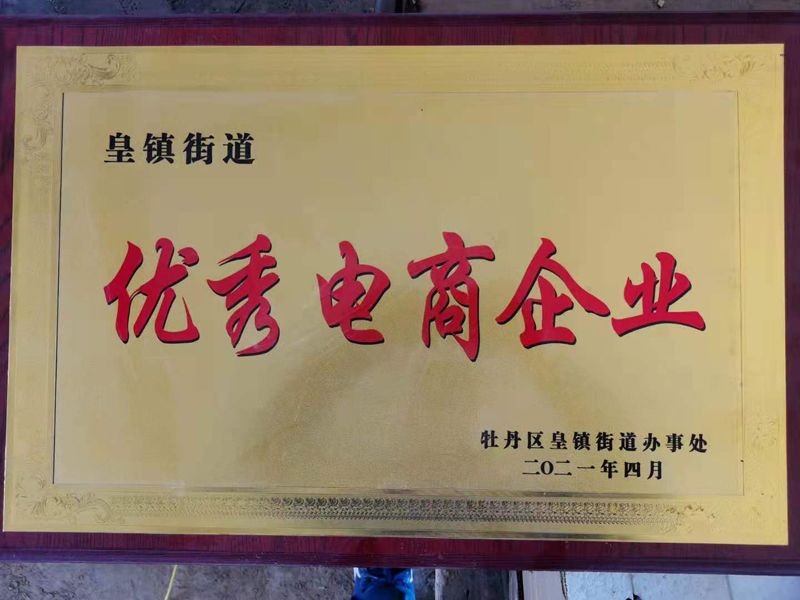 皇镇街道
优秀电商企业
牡丹区皇镇街道办事处
二〇二一年四月